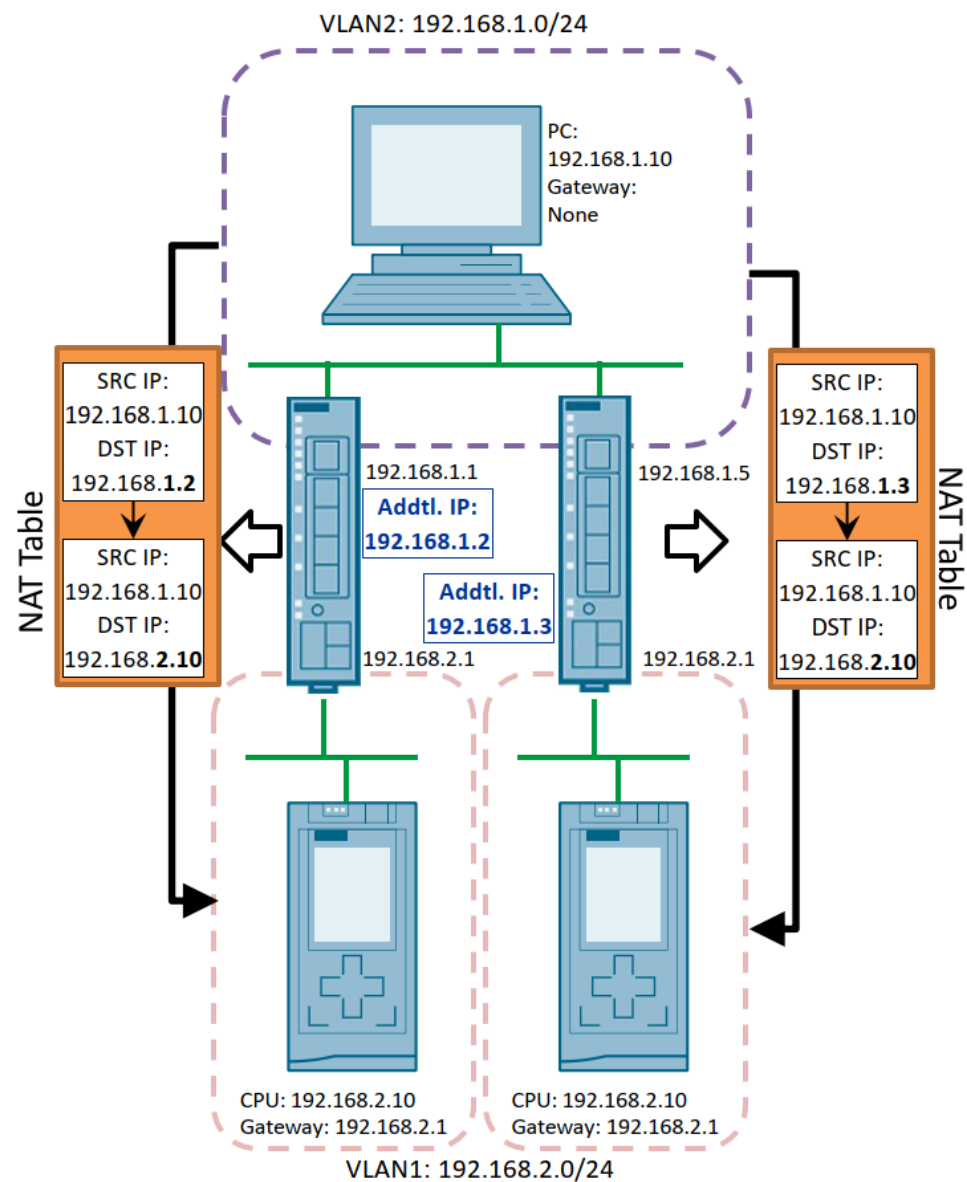 VLAN2: 192.168.1.0/24
PC:
192.168.1.10
Gateway:
None
NAT Table
SRC IP:
192.168.1.10
DST IP:
192.168.1.2
SRC IP:
192.168.1.10
DST IP:
192.168.2.10
192.168.1.1
Addtl. IP:
192.168.1.2
192.168.2.1
192.168.1.5
Addtl. IP:
192.168.1.3
192.168.2.1
SRC IP:
192.168.1.10
DST IP:
192.168.1.3
SRC IP:
192.168.1.10
DST IP:
192.168.2.10
NAT Table
CPU: 192.168.2.10
Gateway: 192.168.2.1
CPU: 192.168.2.10
Gateway: 192.168.2.1
VLAN1: 192.168.2.0/24